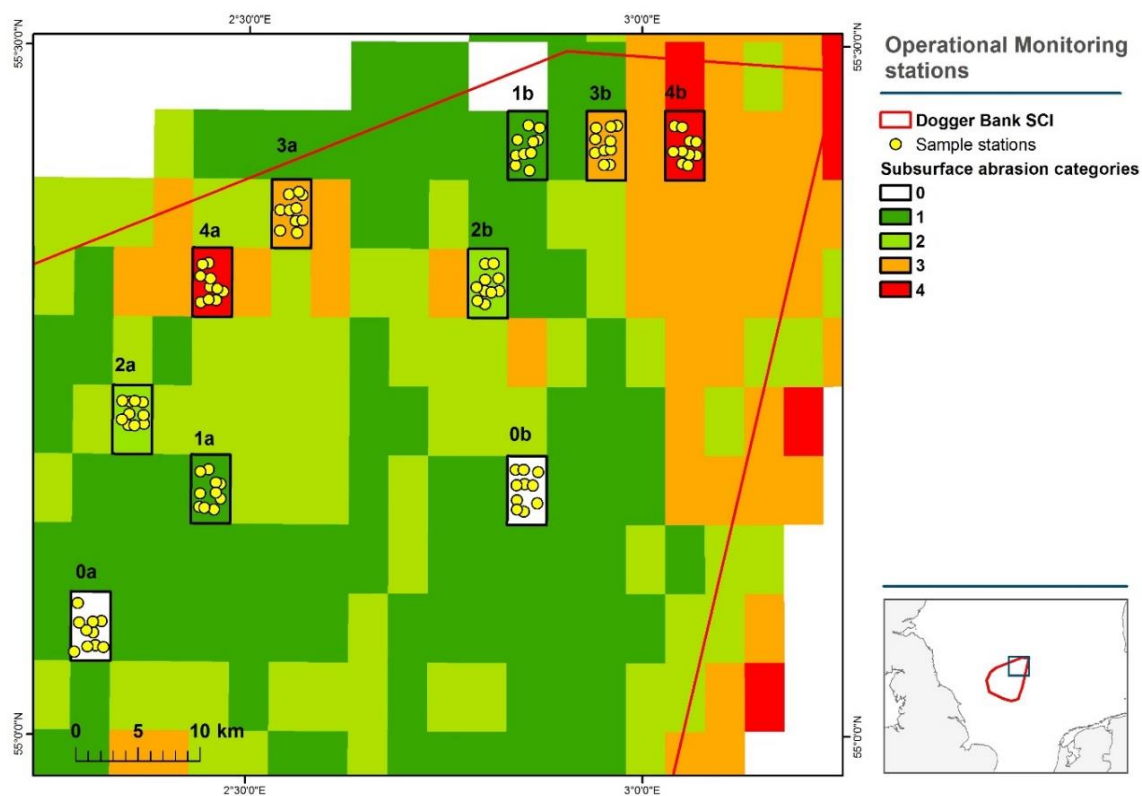 2°30'0"E
3°0'0"E
55°30'0"N
55°30'0"N
Operational Monitoring
stations
Dogger Bank SCI
Sample stations
Subsurface abrasion categories
0
1
2
3
4
1b
3b
4b
3a
4a
2b
2a
1a
0b
0a
0
5
10 km
55°0'0"N
55°0'0"N
2°30'0"E
3°0'0"E